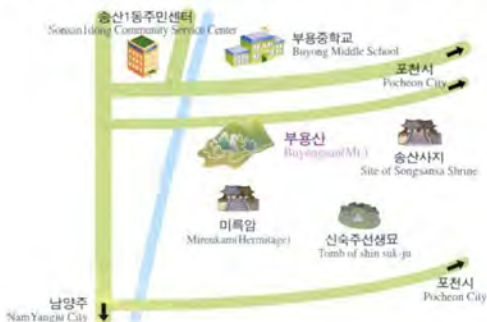 송산1동주민센터
Nonsan1dong Community Service Center
부용중학교
Buyong Middle School
포천시
Pocheon City
부용산
Buyongsan(Mt.)
송산사지
Site of Songsansa Shrine
미륵암
Mireukam(Hermitage)
신숙주선생묘
Tomb of shin suk-ju
포천시
Pocheon City
남양주
NamYangju City